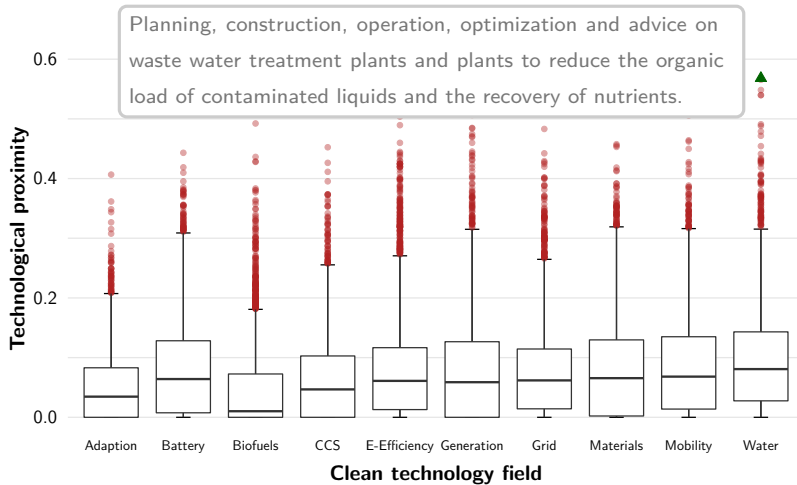 Planning, construction, operation, optimization and advice on
waste water treatment plants and plants to reduce the organic
load of contaminated liquids and the recovery of nutrients.
0.6
0.4
0.2
0.0
Technological proximity
Adaption Battery Biofuels CCS E-Efficiency Generation Grid Materials Mobility Water
Clean technology field